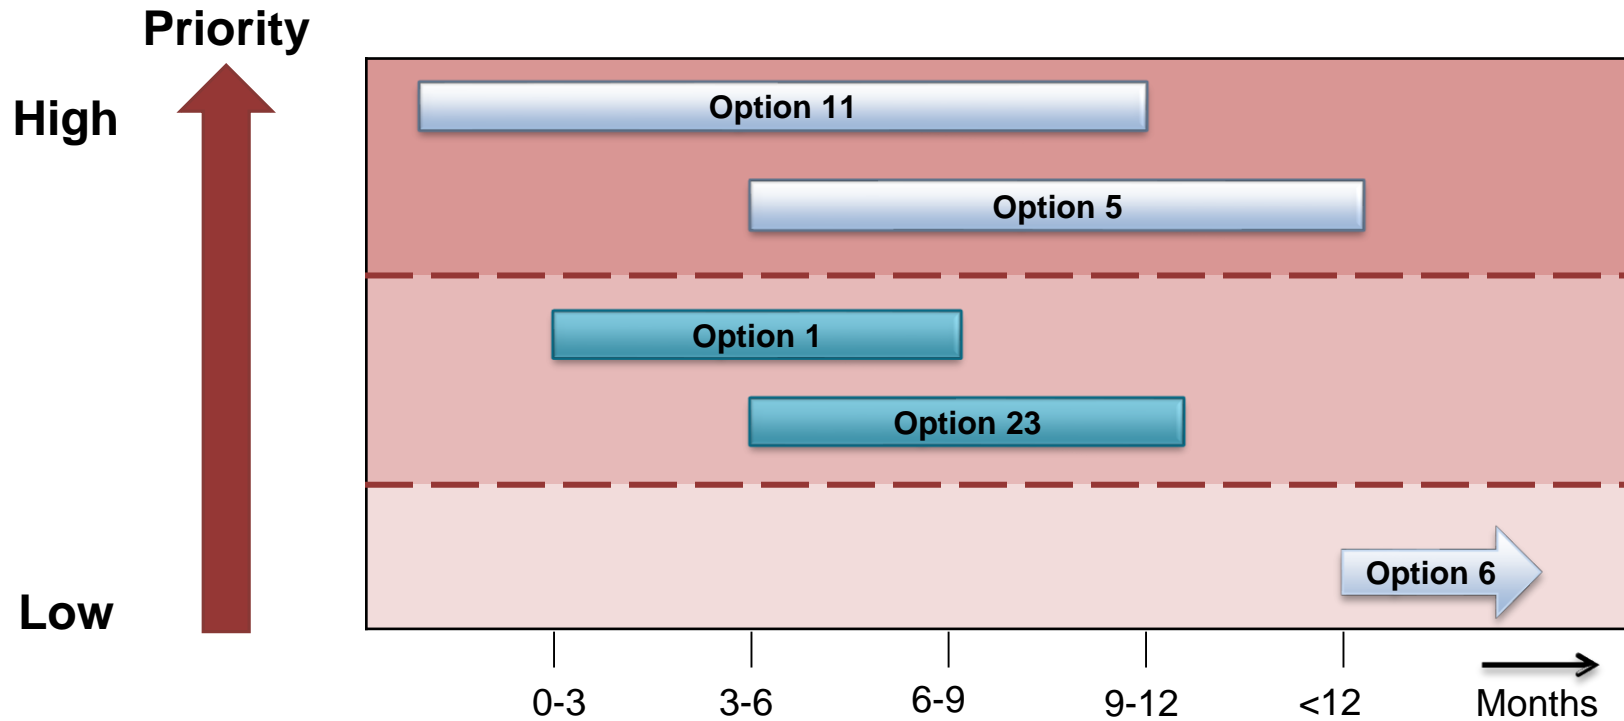 Priority
High
Option 11
Option 5
Option 1
Option 23
Option 6
Low
0-3
3-6
6-9
9-12
<12
Months